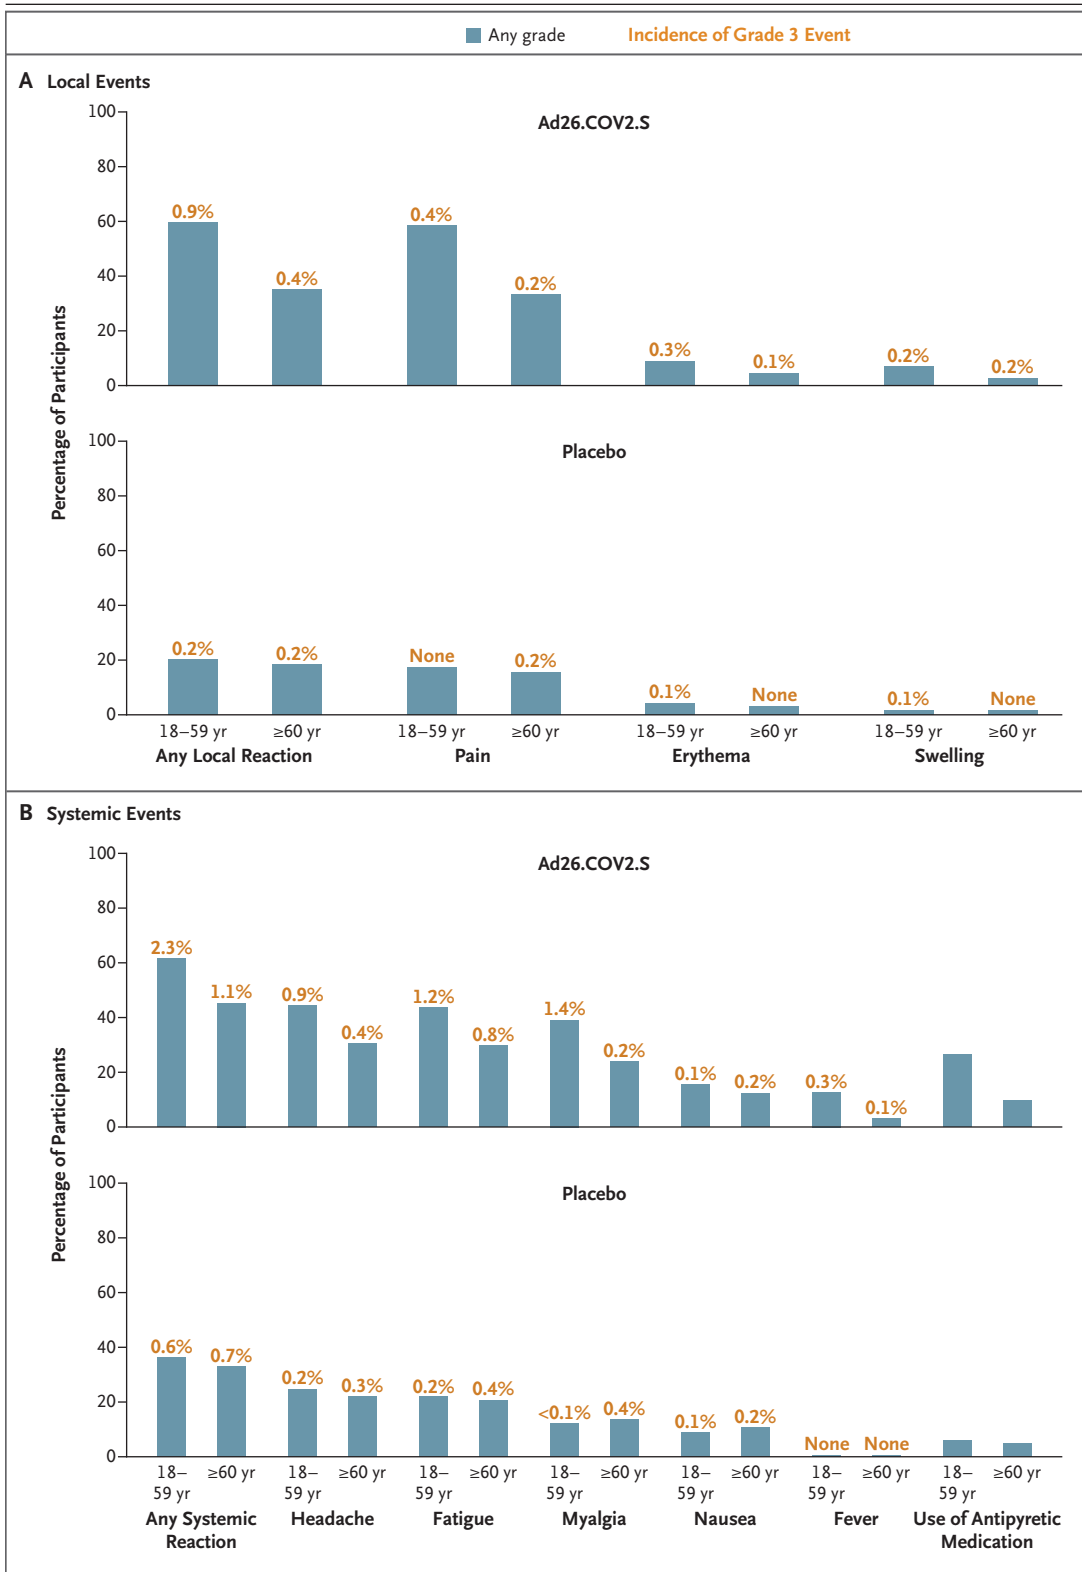 Any grade Incidence of Grade 3 Event
A Local Events
Ad26.COV2.S
Percentage of Participants
100
80
60
40
20
0
0.9%
0.4%
0.4%
0.2%
0.3%
0.1%
0.2%
0.2%
Placebo
100
80
60
40
20
0
0.2%
0.2%
None
0.2%
0.1%
None
0.1%
None
18–59 yr ≥60 yr 18–59 yr ≥60 yr 18–59 yr ≥60 yr 18–59 yr ≥60 yr
Any Local Reaction Pain Erythema Swelling
B Systemic Events
Ad26.COV2.S
Percentage of Participants
100
80
60
40
20
0
2.3%
1.1%
0.9%
0.4%
1.2%
0.8%
1.4%
0.2%
0.1%
0.2%
0.3%
0.1%
Placebo
100
80
60
40
20
0
0.6%
0.7%
0.2%
0.3%
0.2%
0.4%
<0.1%
0.4%
0.1%
0.2%
None
None
18– ≥60 yr 18– ≥60 yr 18– ≥60 yr 18– ≥60 yr 18– ≥60 yr 18– ≥60 yr 18– ≥60 yr
59 yr 59 yr 59 yr 59 yr 59 yr 59 yr 59 yr
Any Systemic Headache Fatigue Myalgia Nausea Fever Use of Antipyretic
Reaction Medication